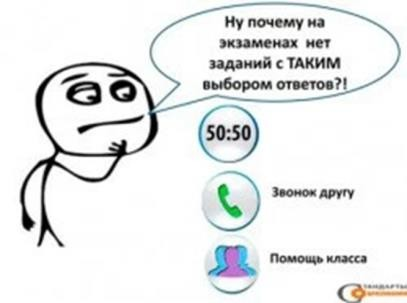 Ну почему на
экзаменах нет
заданий с ТАКИМ
выбором ответов?!
50:50
Звонок другу
Помощь класса